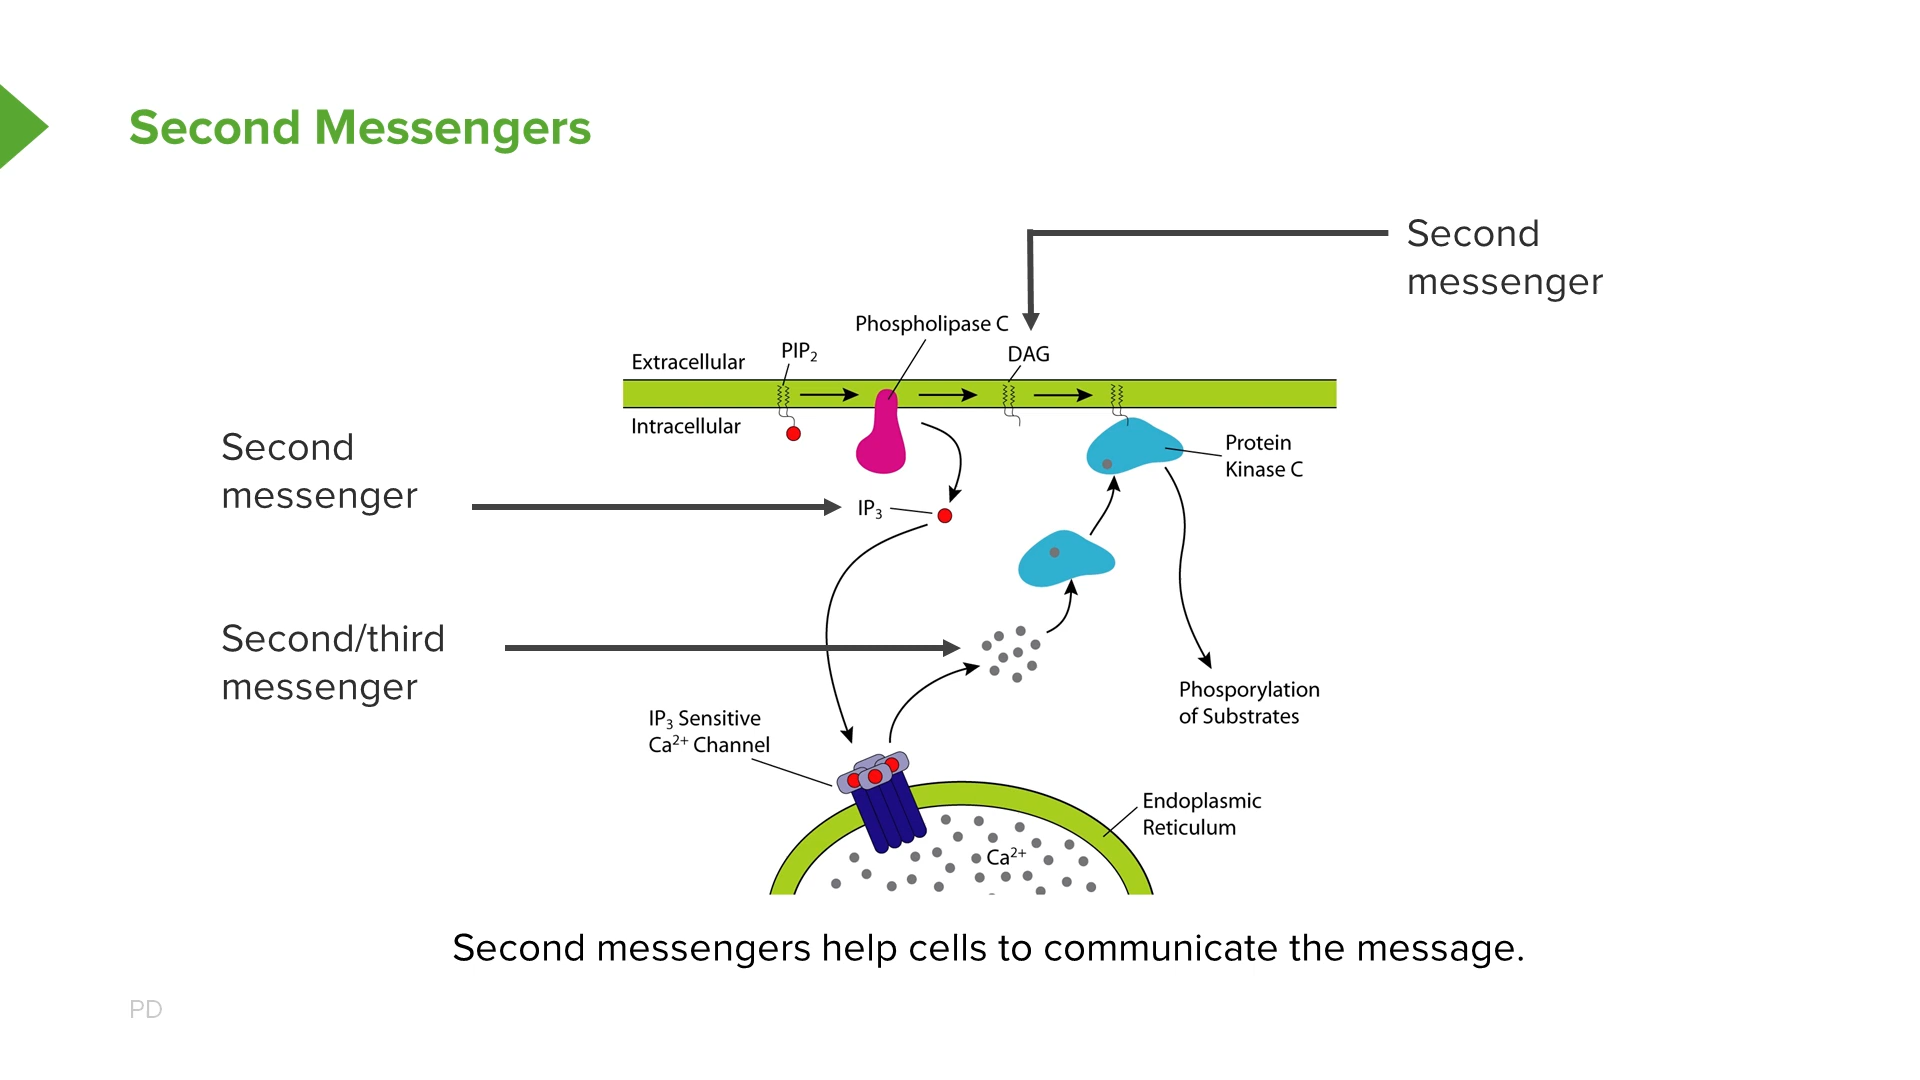 Second Messengers
Second
messenger
Phospholipase C
PIP₂
DAG
Extracellular
Intracellular
Second
messenger
Protein
Kinase C
IP₃
Second/third
messenger
Phosporylation
of Substrates
IP₃ Sensitive
Ca²⁺ Channel
Endoplasmic
Reticulum
Ca²⁺
Second messengers help cells to communicate the message.
PD